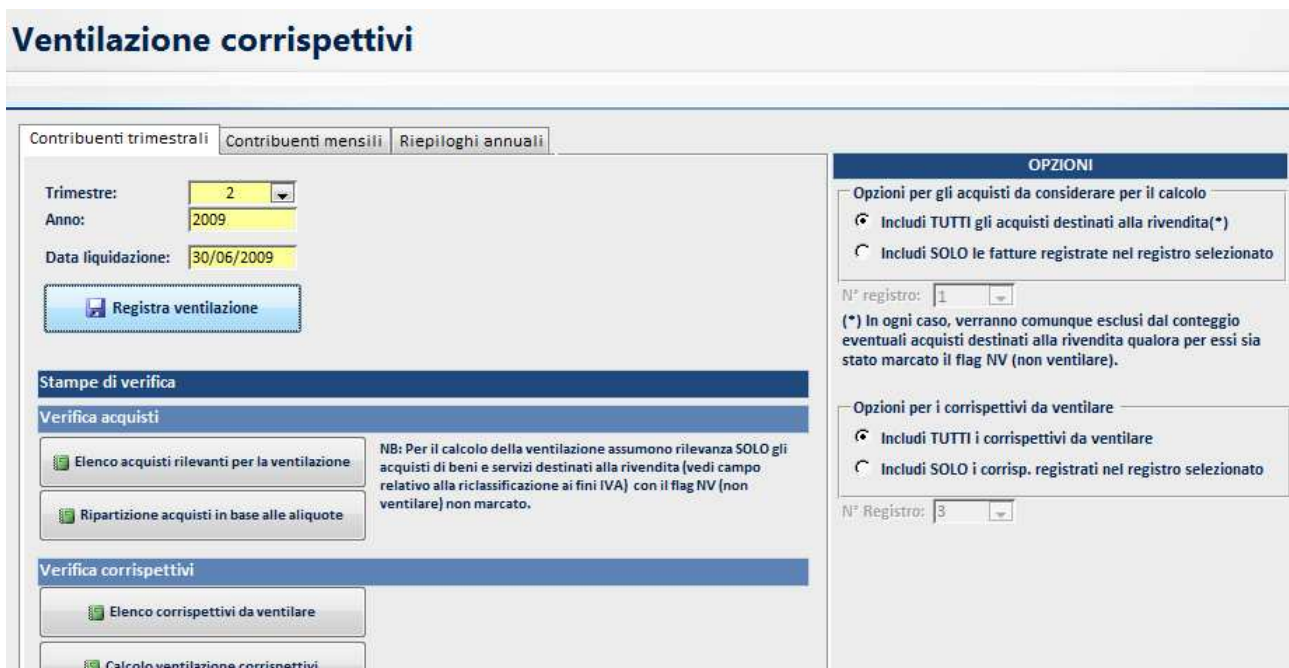 Ventilazione corrispettivi
Contribuenti trimestrali
Contribuenti mensili
Riepiloghi annuali
Trimestre: 2
Anno: 2009
Data liquidazione: 30/06/2009
Registra ventilazione
Stampe di verifica
Verifica acquisti
Elenco acquisti rilevanti per la ventilazione
Ripartizione acquisti in base alle aliquote
NB: Per il calcolo della ventilazione assumono rilevanza SOLO gli
acquisti di beni e servizi destinati alla rivendita (vedi campo
relativo alla riclassificazione ai fini IVA) con il flag NV (non
ventilare) non marcato.
Verifica corrispettivi
Elenco corrispettivi da ventilare
Calcolo ventilazione corrispettivi
OPZIONI
Opzioni per gli acquisti da considerare per il calcolo
Includi TUTTI gli acquisti destinati alla rivendita(*)
Includi SOLO le fatture registrate nel registro selezionato
N° registro: 1
(*) In ogni caso, verranno comunque esclusi dal conteggio
eventuali acquisti destinati alla rivendita qualora per essi sia
stato marcato il flag NV (non ventilare).
Opzioni per i corrispettivi da ventilare
Includi TUTTI i corrispettivi da ventilare
Includi SOLO i corrisp. registrati nel registro selezionato
N° Registro: 3